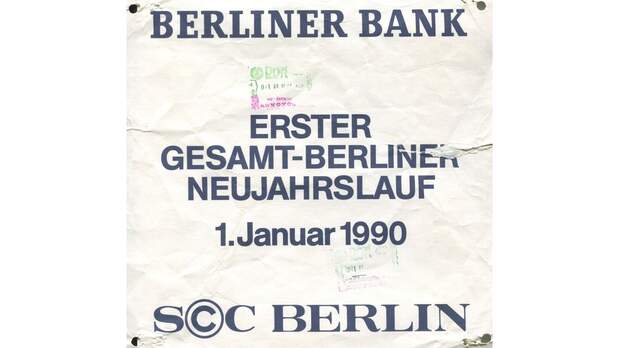 BERLINER BANK
ERSTER
GESAMT-BERLINER
NEUJAHRSLAUF
1. Januar 1990
SCC BERLIN